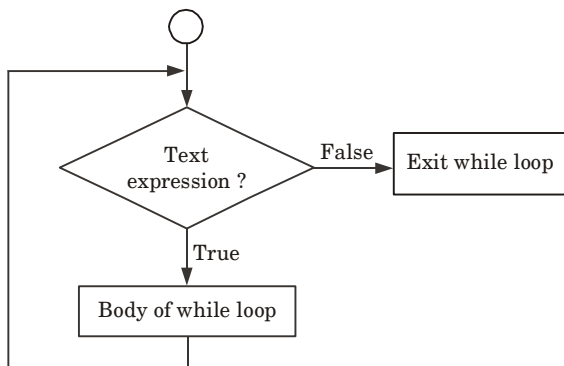 Text
expression ?
False
Exit while loop
True
Body of while loop